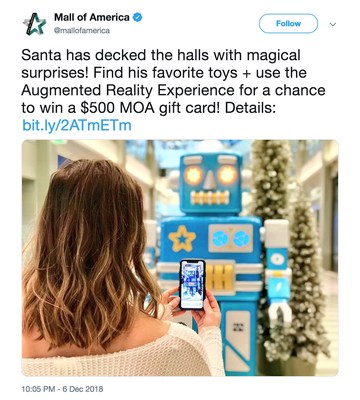 Mall of America
@mallofamerica
Follow
Santa has decked the halls with magical
surprises! Find his favorite toys + use the
Augmented Reality Experience for a chance
to win a $500 MOA gift card! Details:
bit.ly/2ATmETm
10:05 PM - 6 Dec 2018